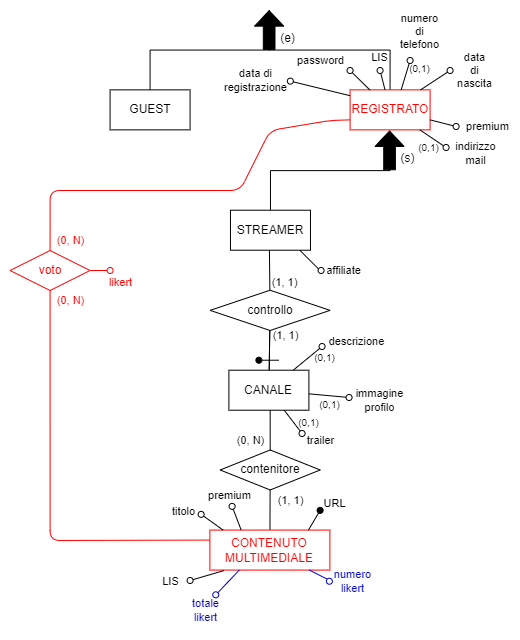 (e)
numero
di
telefono
(0,1)
LIS
password
data di
registrazione
data
di
nascita
GUEST
REGISTRATO
premium
(0,1)
indirizzo
mail
(s)
STREAMER
affiliate
(0, N)
voto
likert
(0, N)
(1, 1)
controllo
(1, 1)
descrizione
(0,1)
CANALE
immagine
profilo
(0,1)
(0,1)
trailer
(0, N)
contenitore
(1, 1)
premium
titolo
URL
CONTENUTO
MULTIMEDIALE
LIS
totale
likert
numero
likert